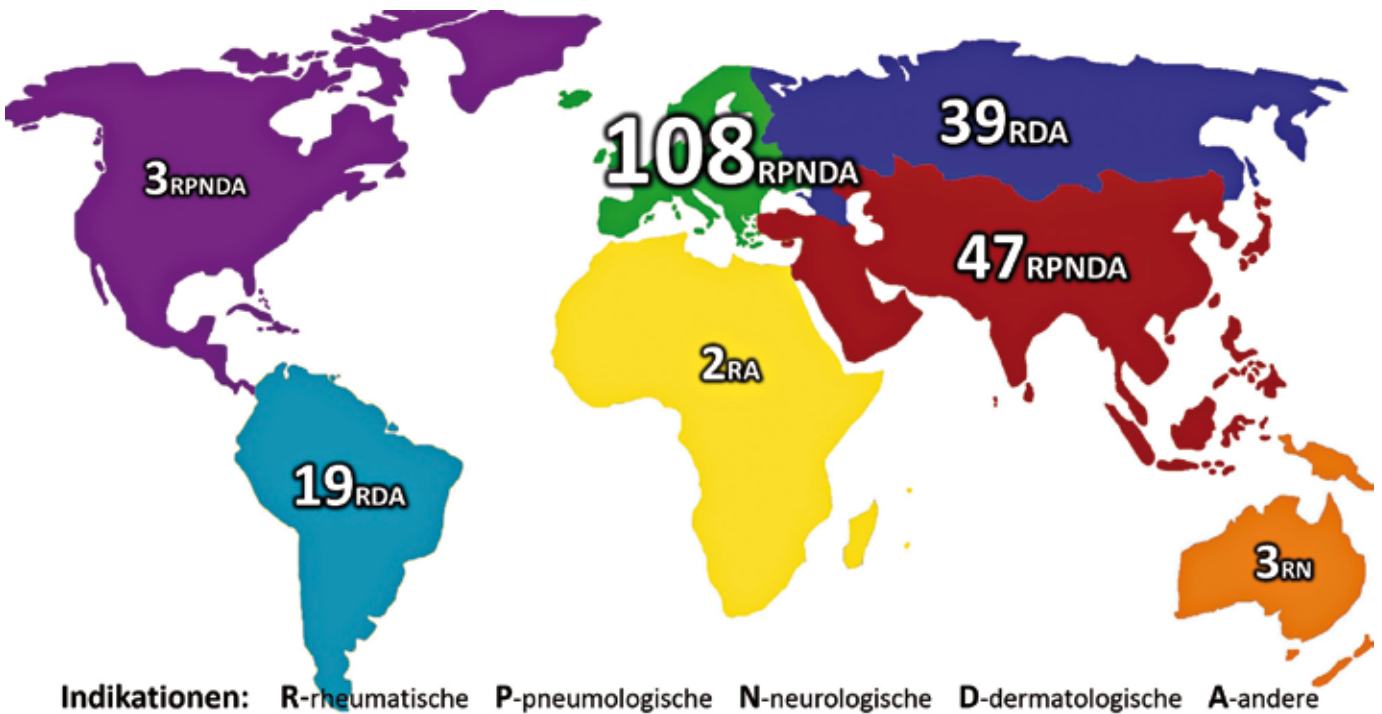 108RPNDA
39RDA
3RPNDA
47RPNDA
2RA
19RDA
3RN
Indikationen: R-rheumatische P-pneumologische N-neurologische D-dermatologische A-andere